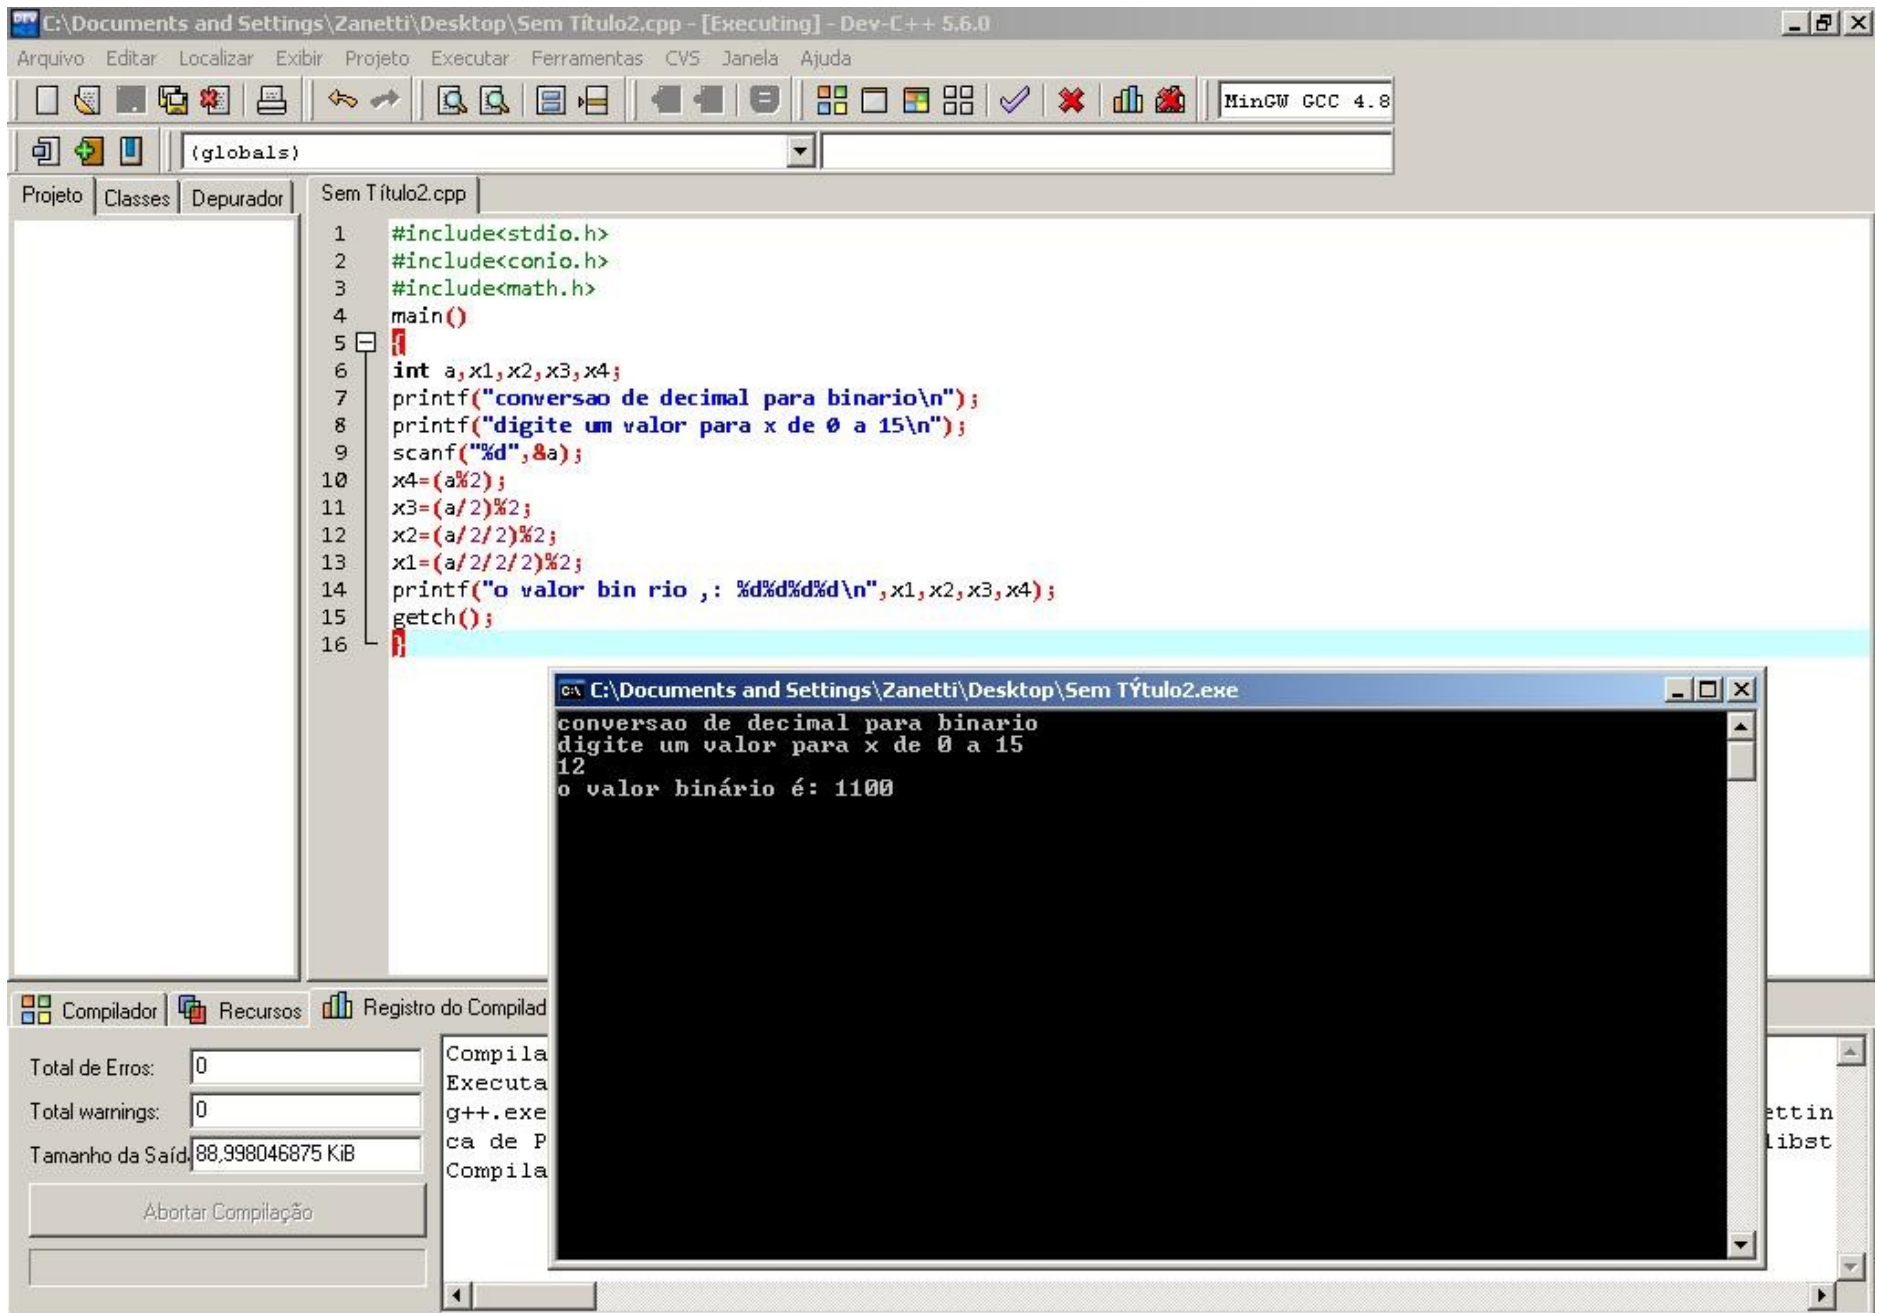 C:\Documents and Settings\Zanetti\Desktop\Sem Título2.cpp - [Executing] - Dev-C++ 5.6.0
Arquivo Editar Localizar Exibir Projeto Executar Ferramentas CVS Janela Ajuda
MinGW GCC 4.8
(globals)
Projeto Classes Depurador Sem Título2.cpp
1 #include<stdio.h>
2 #include<conio.h>
3 #include<math.h>
4 main()
5 {
6 int a,x1,x2,x3,x4;
7 printf("conversao de decimal para binario\n");
8 printf("digite um valor para x de 0 a 15\n");
9 scanf("%d",&a);
10 x4=(a%2);
11 x3=(a/2)%2;
12 x2=(a/2/2)%2;
13 x1=(a/2/2/2)%2;
14 printf("o valor bin rio ,: %d%d%d%d\n",x1,x2,x3,x4);
15 getch();
16 }
C:\Documents and Settings\Zanetti\Desktop\Sem TÝtulo2.exe
conversao de decimal para binario
digite um valor para x de 0 a 15
12
o valor binário é: 1100
Compilador Recursos Registro do Compilad
Total de Erros: 0
Total warnings: 0
Tamanho da Saíd 88,998046875 KiB
Abortar Compilação
Compila
Executa
g++.exe ettin
ca de P libst
Compila